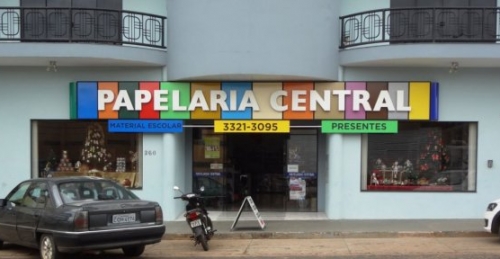 PAPELARIA CENTRAL
MATERIAL ESCOLAR 3321-3095 PRESENTES